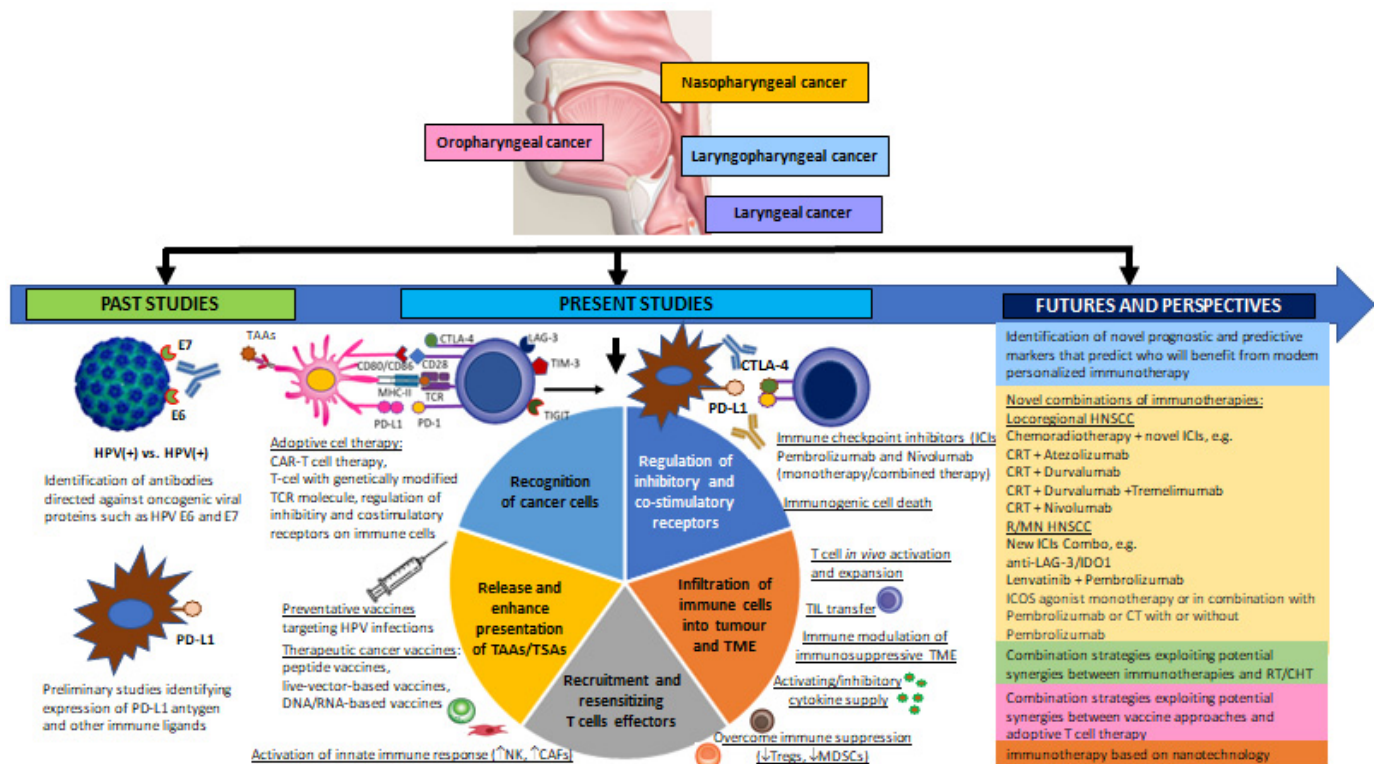 Nasopharyngeal cancer
Oropharyngeal cancer
Laryngopharyngeal cancer
Laryngeal cancer
PAST STUDIES
PRESENT STUDIES
FUTURES AND PERSPECTIVES
E7
E6
HPV(+) vs. HPV(+)
Identification of antibodies
directed against oncogenic viral
proteins such as HPV E6 and E7
PD-L1
Preliminary studies identifying
expression of PD-L1 antygen
and other immune ligands
TAAs
CTLA-4
LAG-3
CD80/CD86
CD28
TIM-3
MHC-II
TCR
PD-L1
PD-1
TIGIT
CTLA-4
PD-L1
Adoptive cel therapy:
CAR-T cell therapy,
T-cell with genetically modified
TCR molecule, regulation of
inhibitiry and costimulatory
receptors on immune cells
Preventative vaccines
targeting HPV infections
Therapeutic cancer vaccines:
peptide vaccines,
live-vector-based vaccines,
DNA/RNA-based vaccines
Activation of innate immune response (↑NK, ↑CAFs)
Recognition
of cancer cells
Regulation of
inhibitory and
co-stimulatory
receptors
Release and
enhance
presentation
of TAAs/TSAs
Infiltration of
immune cells
into tumour
and TME
Recruitment and
resensitizing
T cells effectors
Immune checkpoint inhibitors (ICIs
Pembrolizumab and Nivolumab
(monotherapy/combined therapy)
Immunogenic cell death
T cell in vivo activation
and expansion
TIL transfer
Immune modulation of
immunosuppressive TME
Activating/inhibitory
cytokine supply
Overcome immune suppression
(↓Tregs, ↓MDSCs)
Identification of novel prognostic and predictive
markers that predict who will benefit from modern
personalized immunotherapy
Novel combinations of immunotherapies:
Locoregional HNSCC
Chemoradiotherapy + novel ICIs, e.g.
CRT + Atezolizumab
CRT + Durvalumab
CRT + Durvalumab +Tremelimumab
CRT + Nivolumab
R/MN HNSCC
New ICIs Combo, e.g.
anti-LAG-3/IDO1
Lenvatinib + Pembrolizumab
ICOS agonist monotherapy or in combination with
Pembrolizumab or CT with or without
Pembrolizumab
Combination strategies exploiting potential
synergies between immunotherapies and RT/CHT
Combination strategies exploiting potential
synergies between vaccine approaches and
adoptive T cell therapy
immunotherapy based on nanotechnology